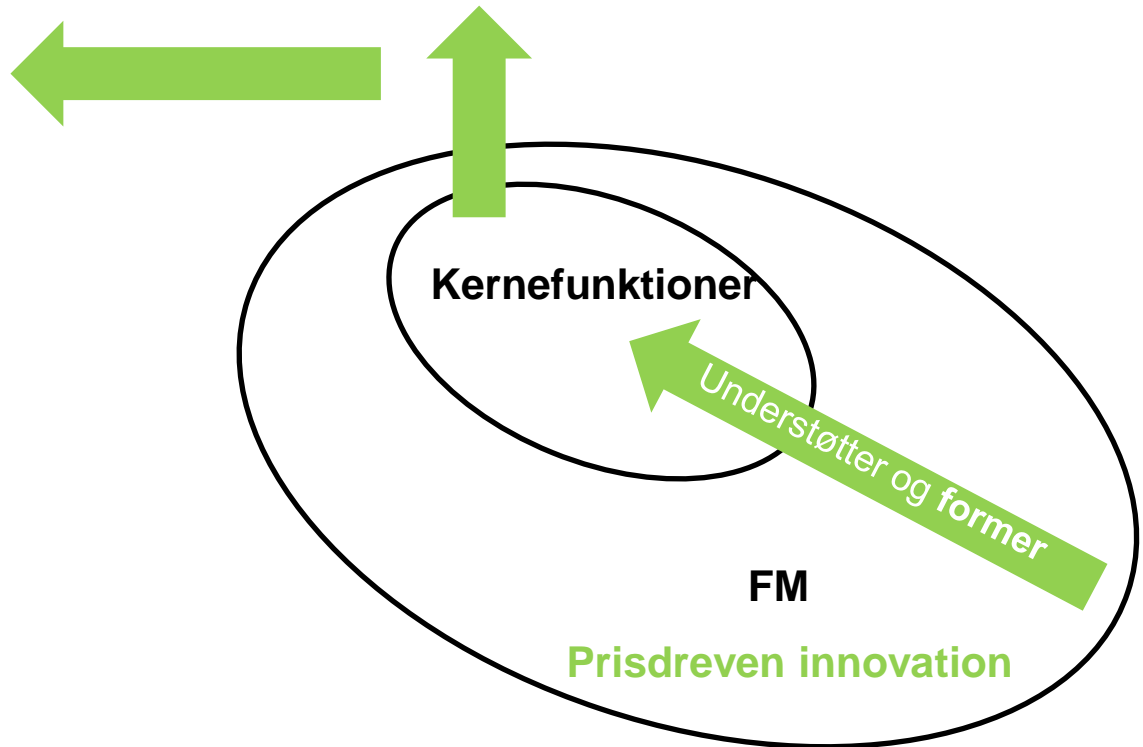 Kernefunktioner
Understøtter og former
FM
Prisdreven innovation